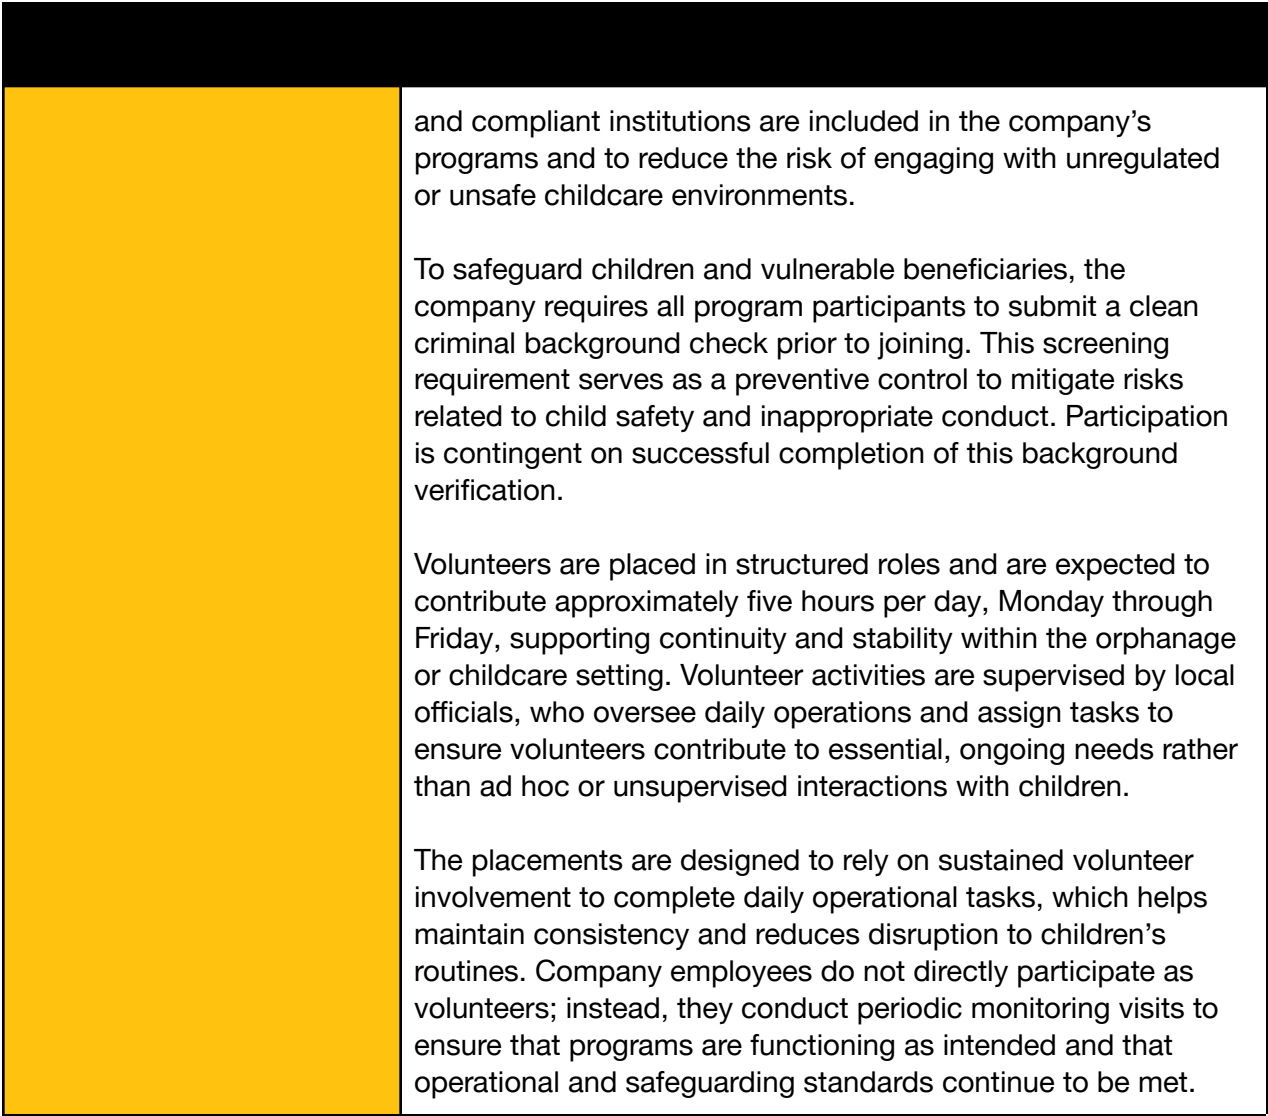 and compliant institutions are included in the company’s
programs and to reduce the risk of engaging with unregulated
or unsafe childcare environments.
To safeguard children and vulnerable beneficiaries, the
company requires all program participants to submit a clean
criminal background check prior to joining. This screening
requirement serves as a preventive control to mitigate risks
related to child safety and inappropriate conduct. Participation
is contingent on successful completion of this background
verification.
Volunteers are placed in structured roles and are expected to
contribute approximately five hours per day, Monday through
Friday, supporting continuity and stability within the orphanage
or childcare setting. Volunteer activities are supervised by local
officials, who oversee daily operations and assign tasks to
ensure volunteers contribute to essential, ongoing needs rather
than ad hoc or unsupervised interactions with children.
The placements are designed to rely on sustained volunteer
involvement to complete daily operational tasks, which helps
maintain consistency and reduces disruption to children’s
routines. Company employees do not directly participate as
volunteers; instead, they conduct periodic monitoring visits to
ensure that programs are functioning as intended and that
operational and safeguarding standards continue to be met.